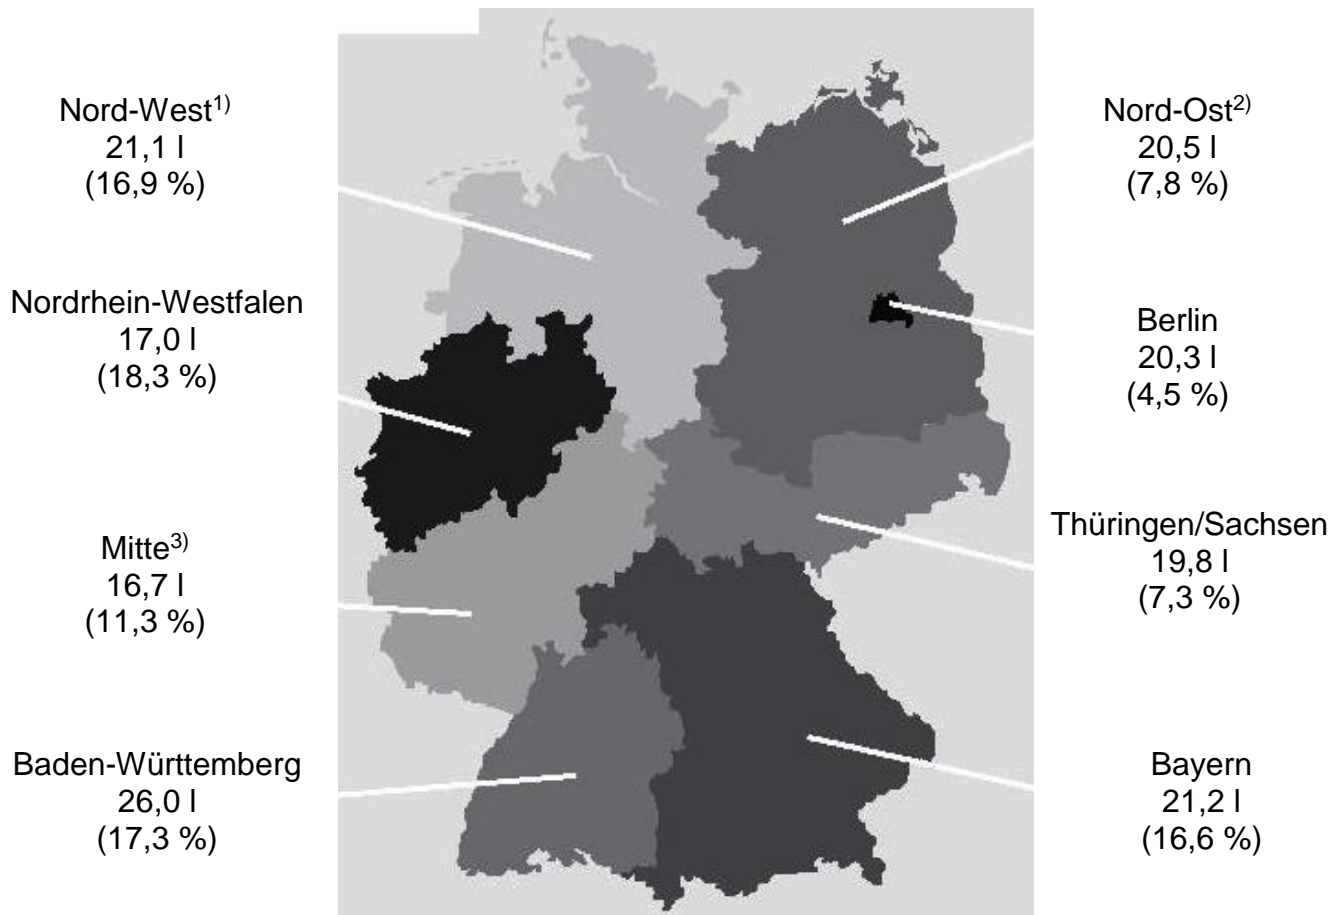 Nord-West¹⁾
21,1 l
(16,9 %)
Nordrhein-Westfalen
17,0 l
(18,3 %)
Mitte³⁾
16,7 l
(11,3 %)
Baden-Württemberg
26,0 l
(17,3 %)
Nord-Ost²⁾
20,5 l
(7,8 %)
Berlin
20,3 l
(4,5 %)
Thüringen/Sachsen
19,8 l
(7,3 %)
Bayern
21,2 l
(16,6 %)